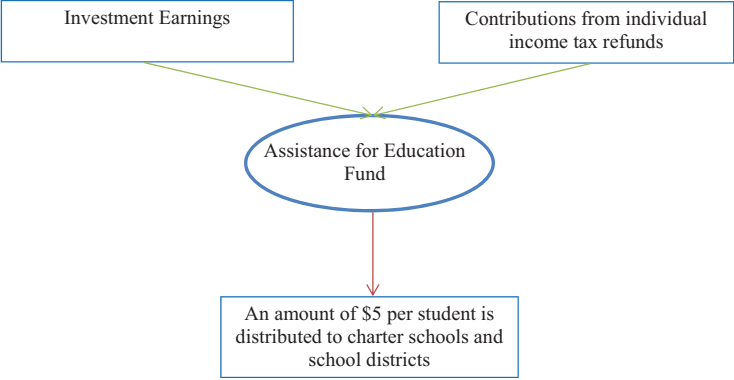 Investment Earnings
Contributions from individual
income tax refunds
Assistance for Education
Fund
An amount of $5 per student is
distributed to charter schools and
school districts